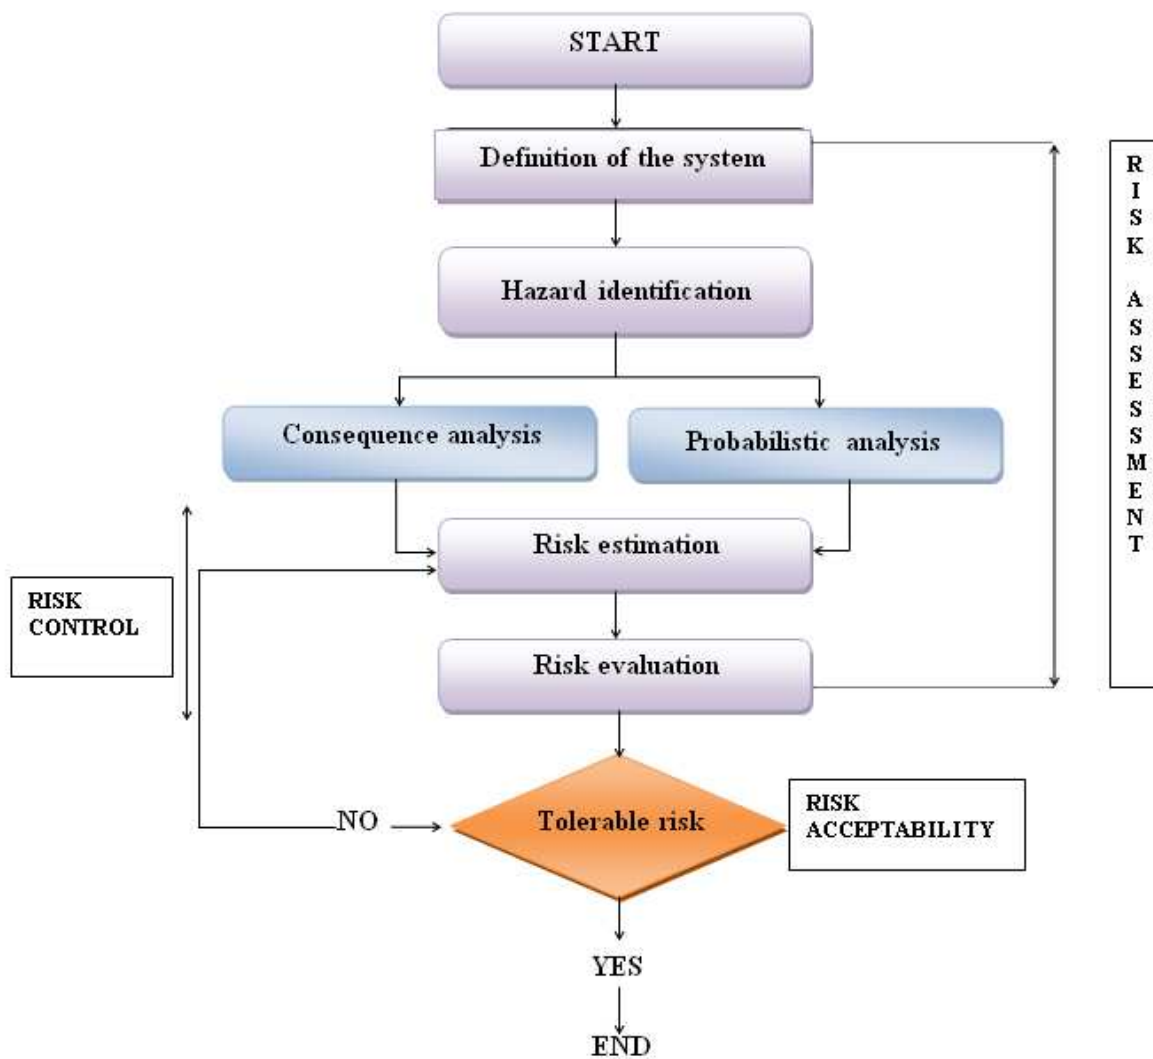 START
Definition of the system
Hazard identification
Consequence analysis
Probabilistic analysis
Risk estimation
RISK
CONTROL
Risk evaluation
NO
Tolerable risk
RISK
ACCEPTABILITY
YES
END
R
I
S
K
A
S
S
E
S
S
M
E
N
T